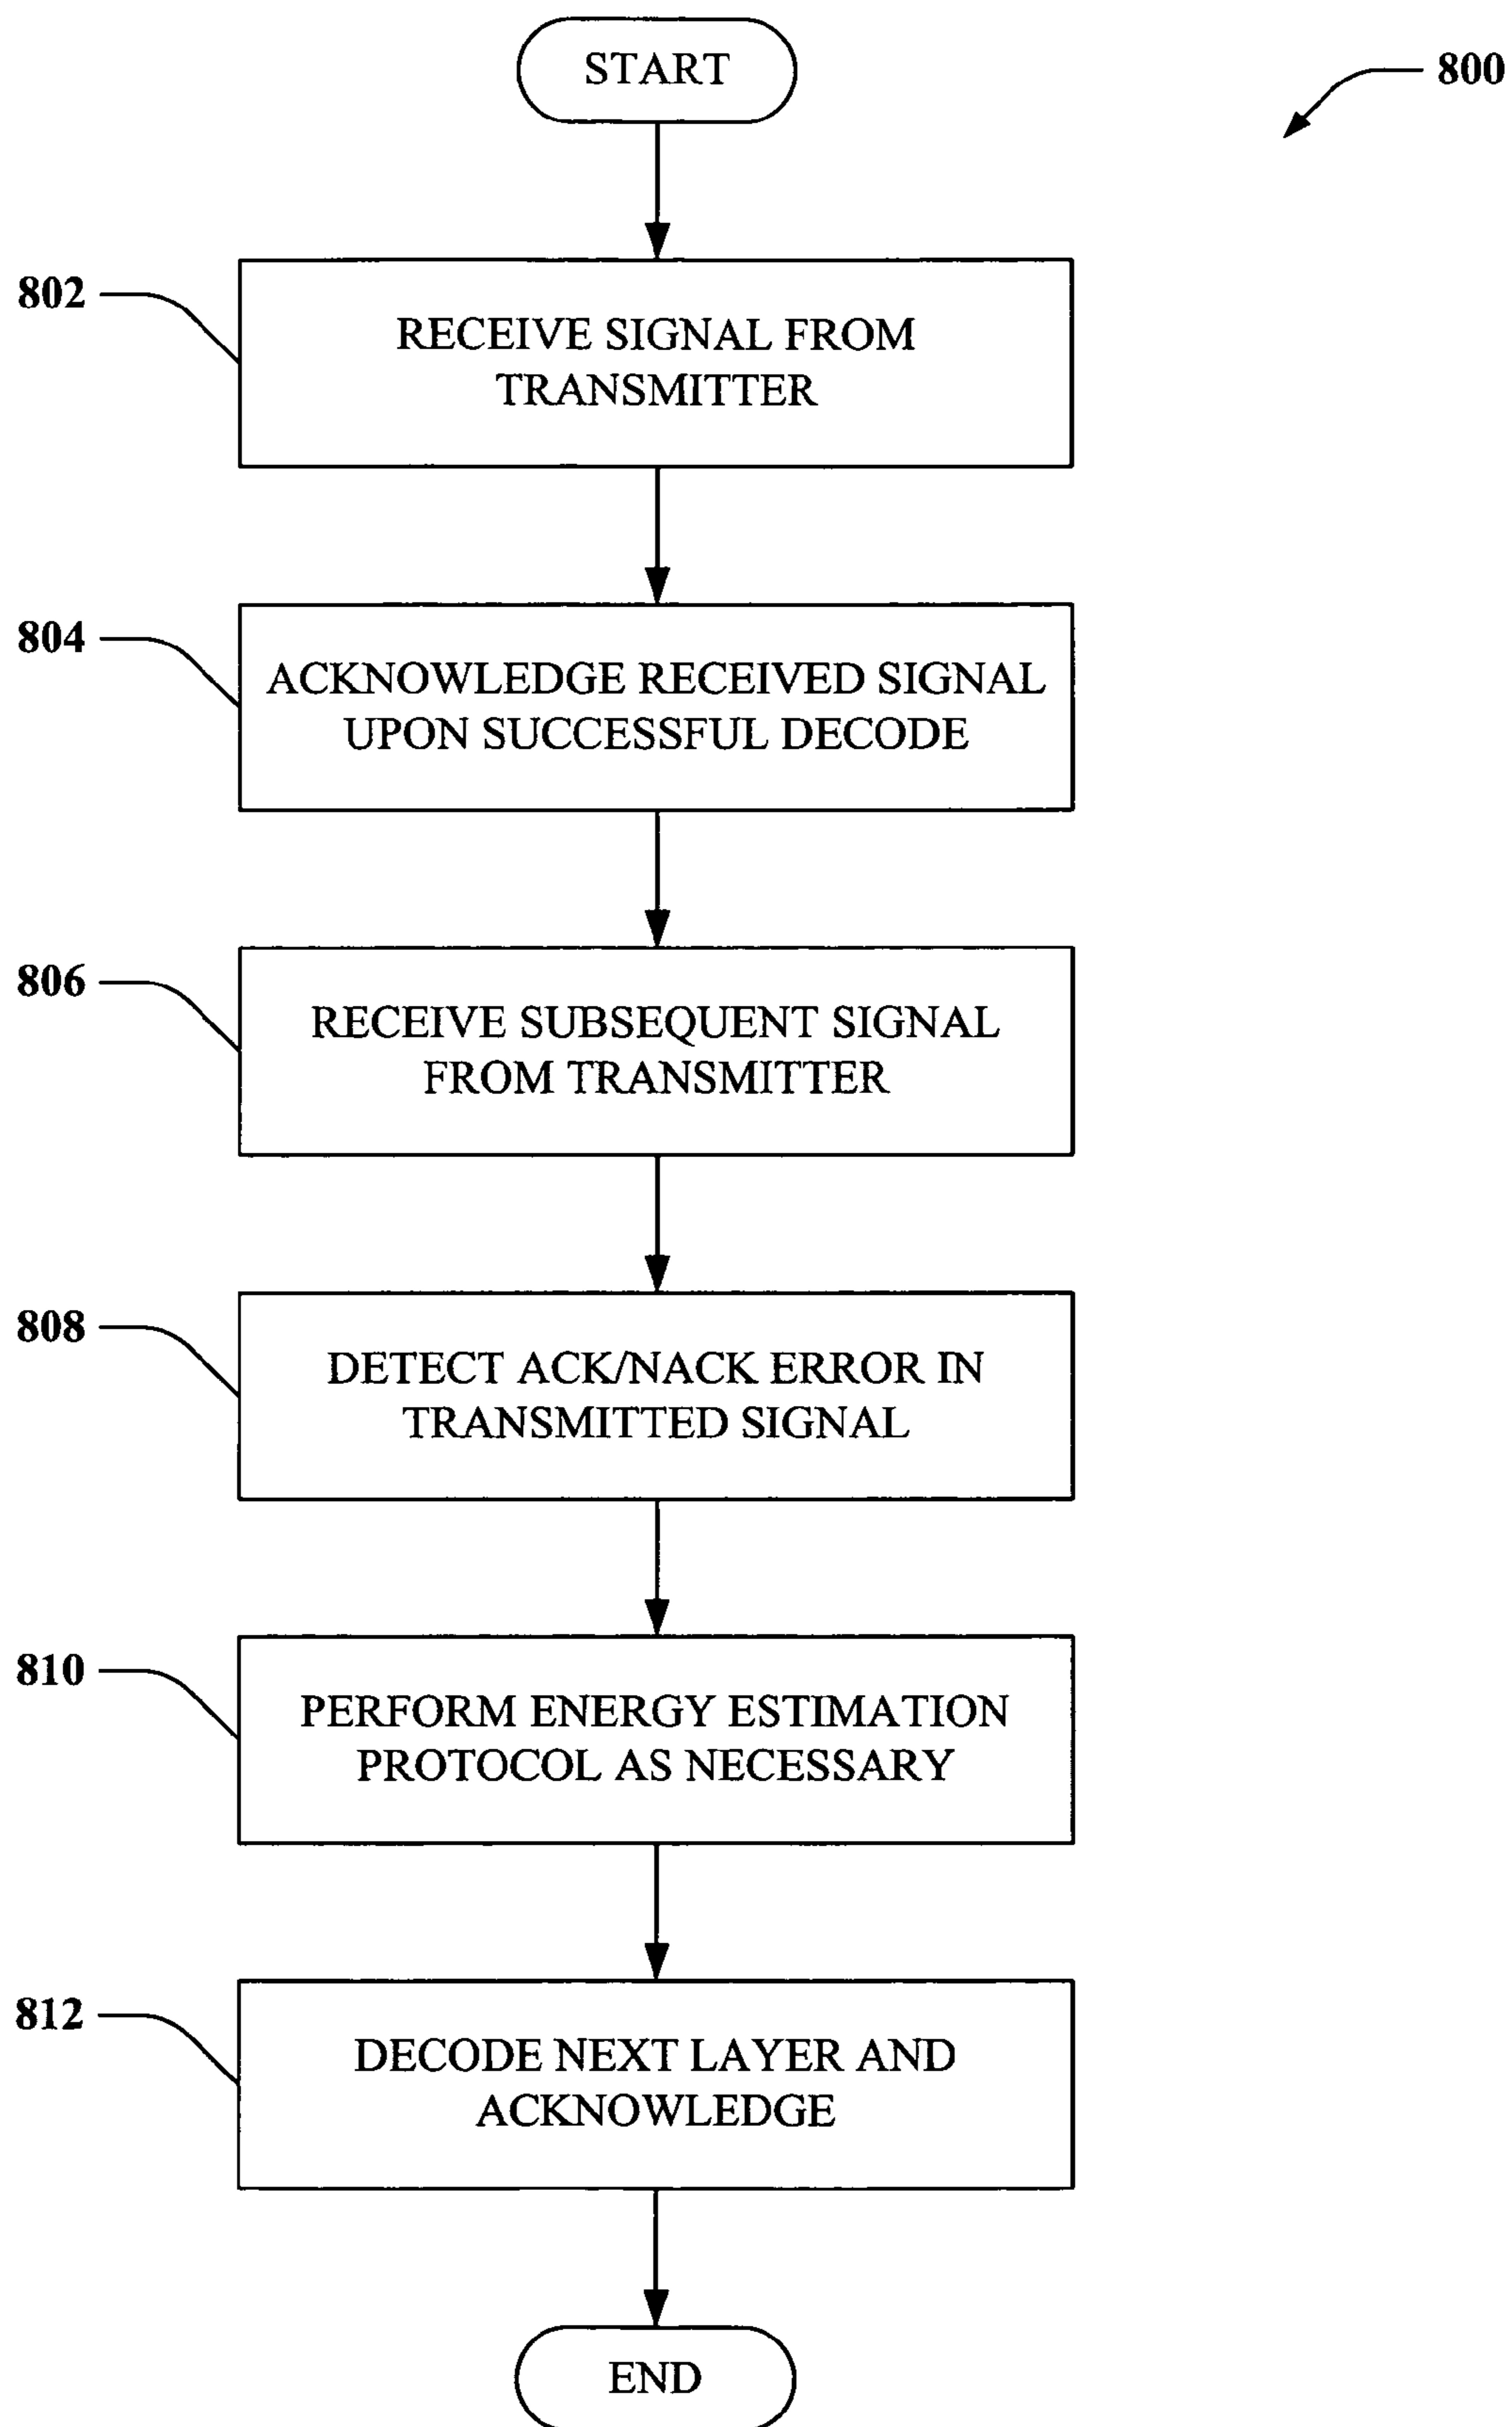 START
800
802
RECEIVE SIGNAL FROM
TRANSMITTER
804
ACKNOWLEDGE RECEIVED SIGNAL
UPON SUCCESSFUL DECODE
806
RECEIVE SUBSEQUENT SIGNAL
FROM TRANSMITTER
808
DETECT ACK/NACK ERROR IN
TRANSMITTED SIGNAL
810
PERFORM ENERGY ESTIMATION
PROTOCOL AS NECESSARY
812
DECODE NEXT LAYER AND
ACKNOWLEDGE
END